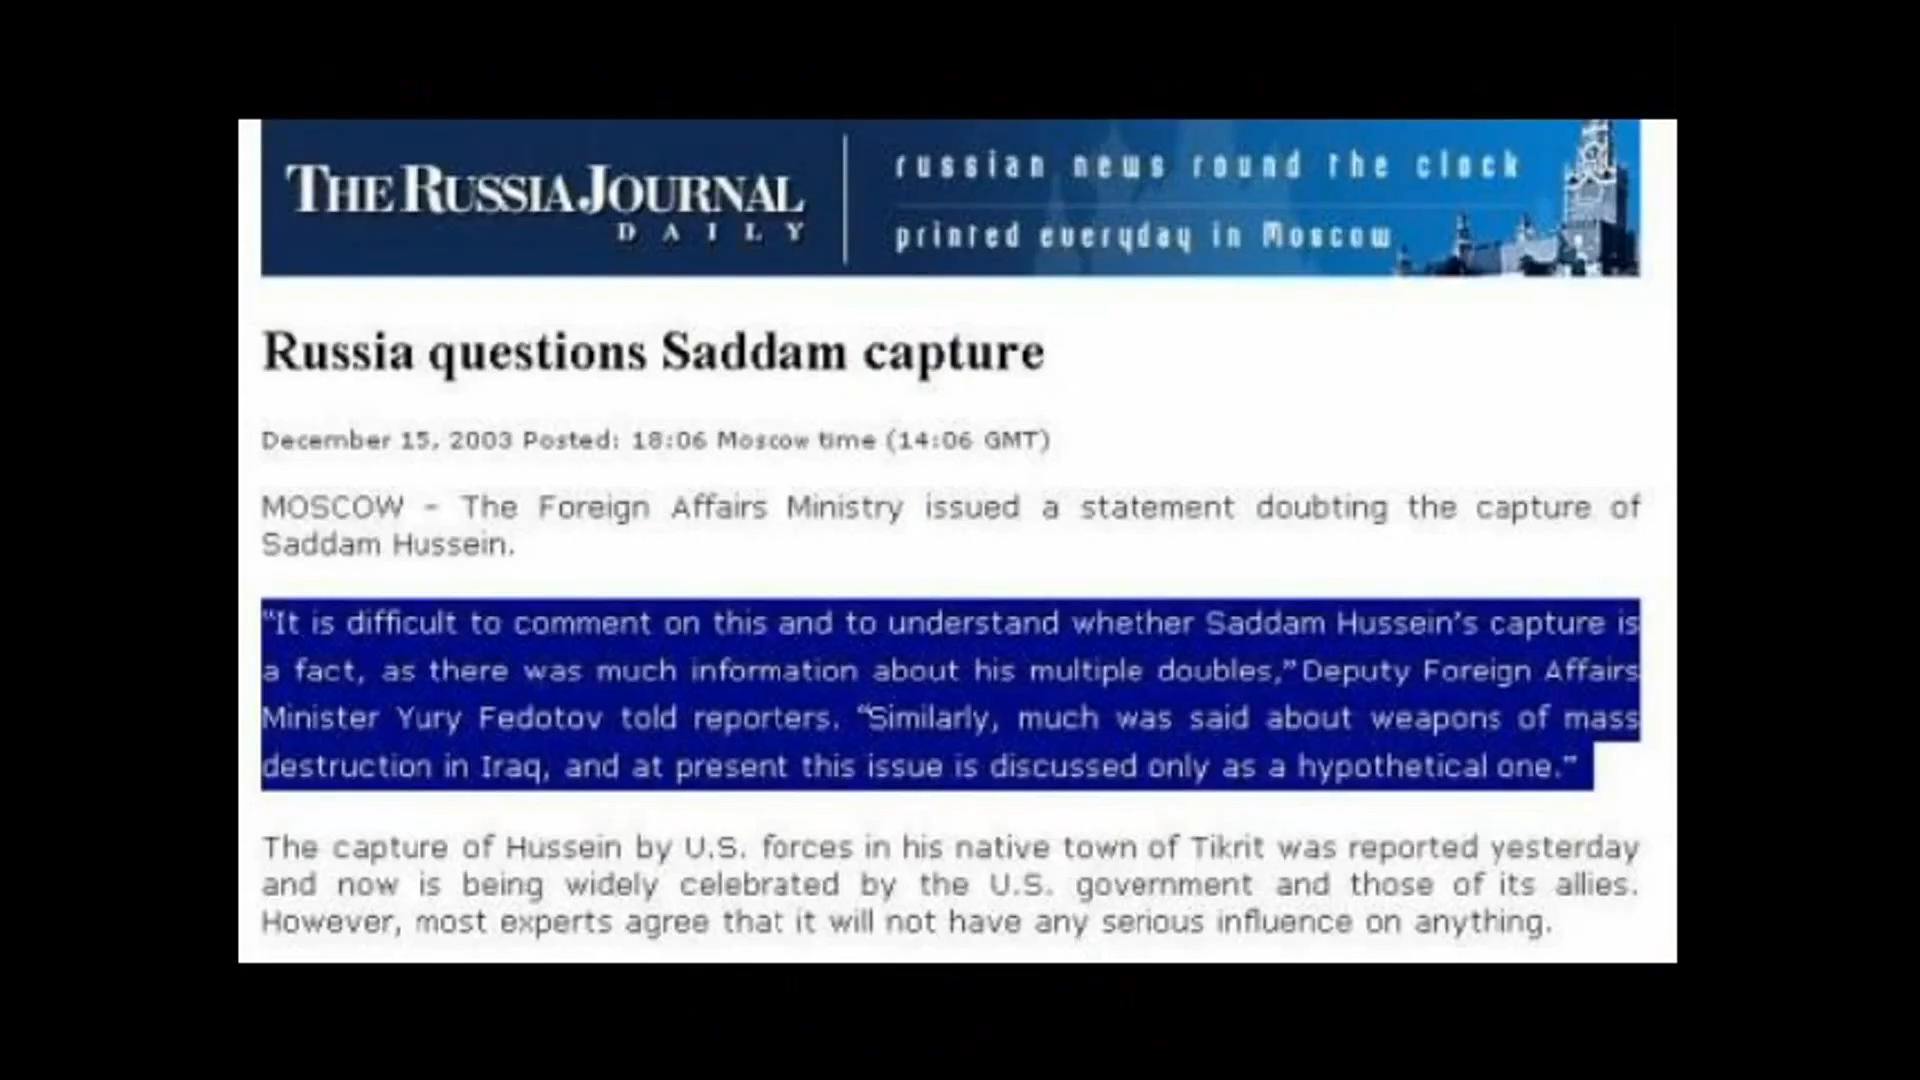 THE RUSSIA JOURNAL
DAILY
russian news round the clock
printed everyday in Moscow
Russia questions Saddam capture
December 15, 2003 Posted: 18:06 Moscow time (14:06 GMT)
MOSCOW - The Foreign Affairs Ministry issued a statement doubting the capture of
Saddam Hussein.
“It is difficult to comment on this and to understand whether Saddam Hussein’s capture is
a fact, as there was much information about his multiple doubles,” Deputy Foreign Affairs
Minister Yury Fedotov told reporters. “Similarly, much was said about weapons of mass
destruction in Iraq, and at present this issue is discussed only as a hypothetical one.”
The capture of Hussein by U.S. forces in his native town of Tikrit was reported yesterday
and now is being widely celebrated by the U.S. government and those of its allies.
However, most experts agree that it will not have any serious influence on anything.